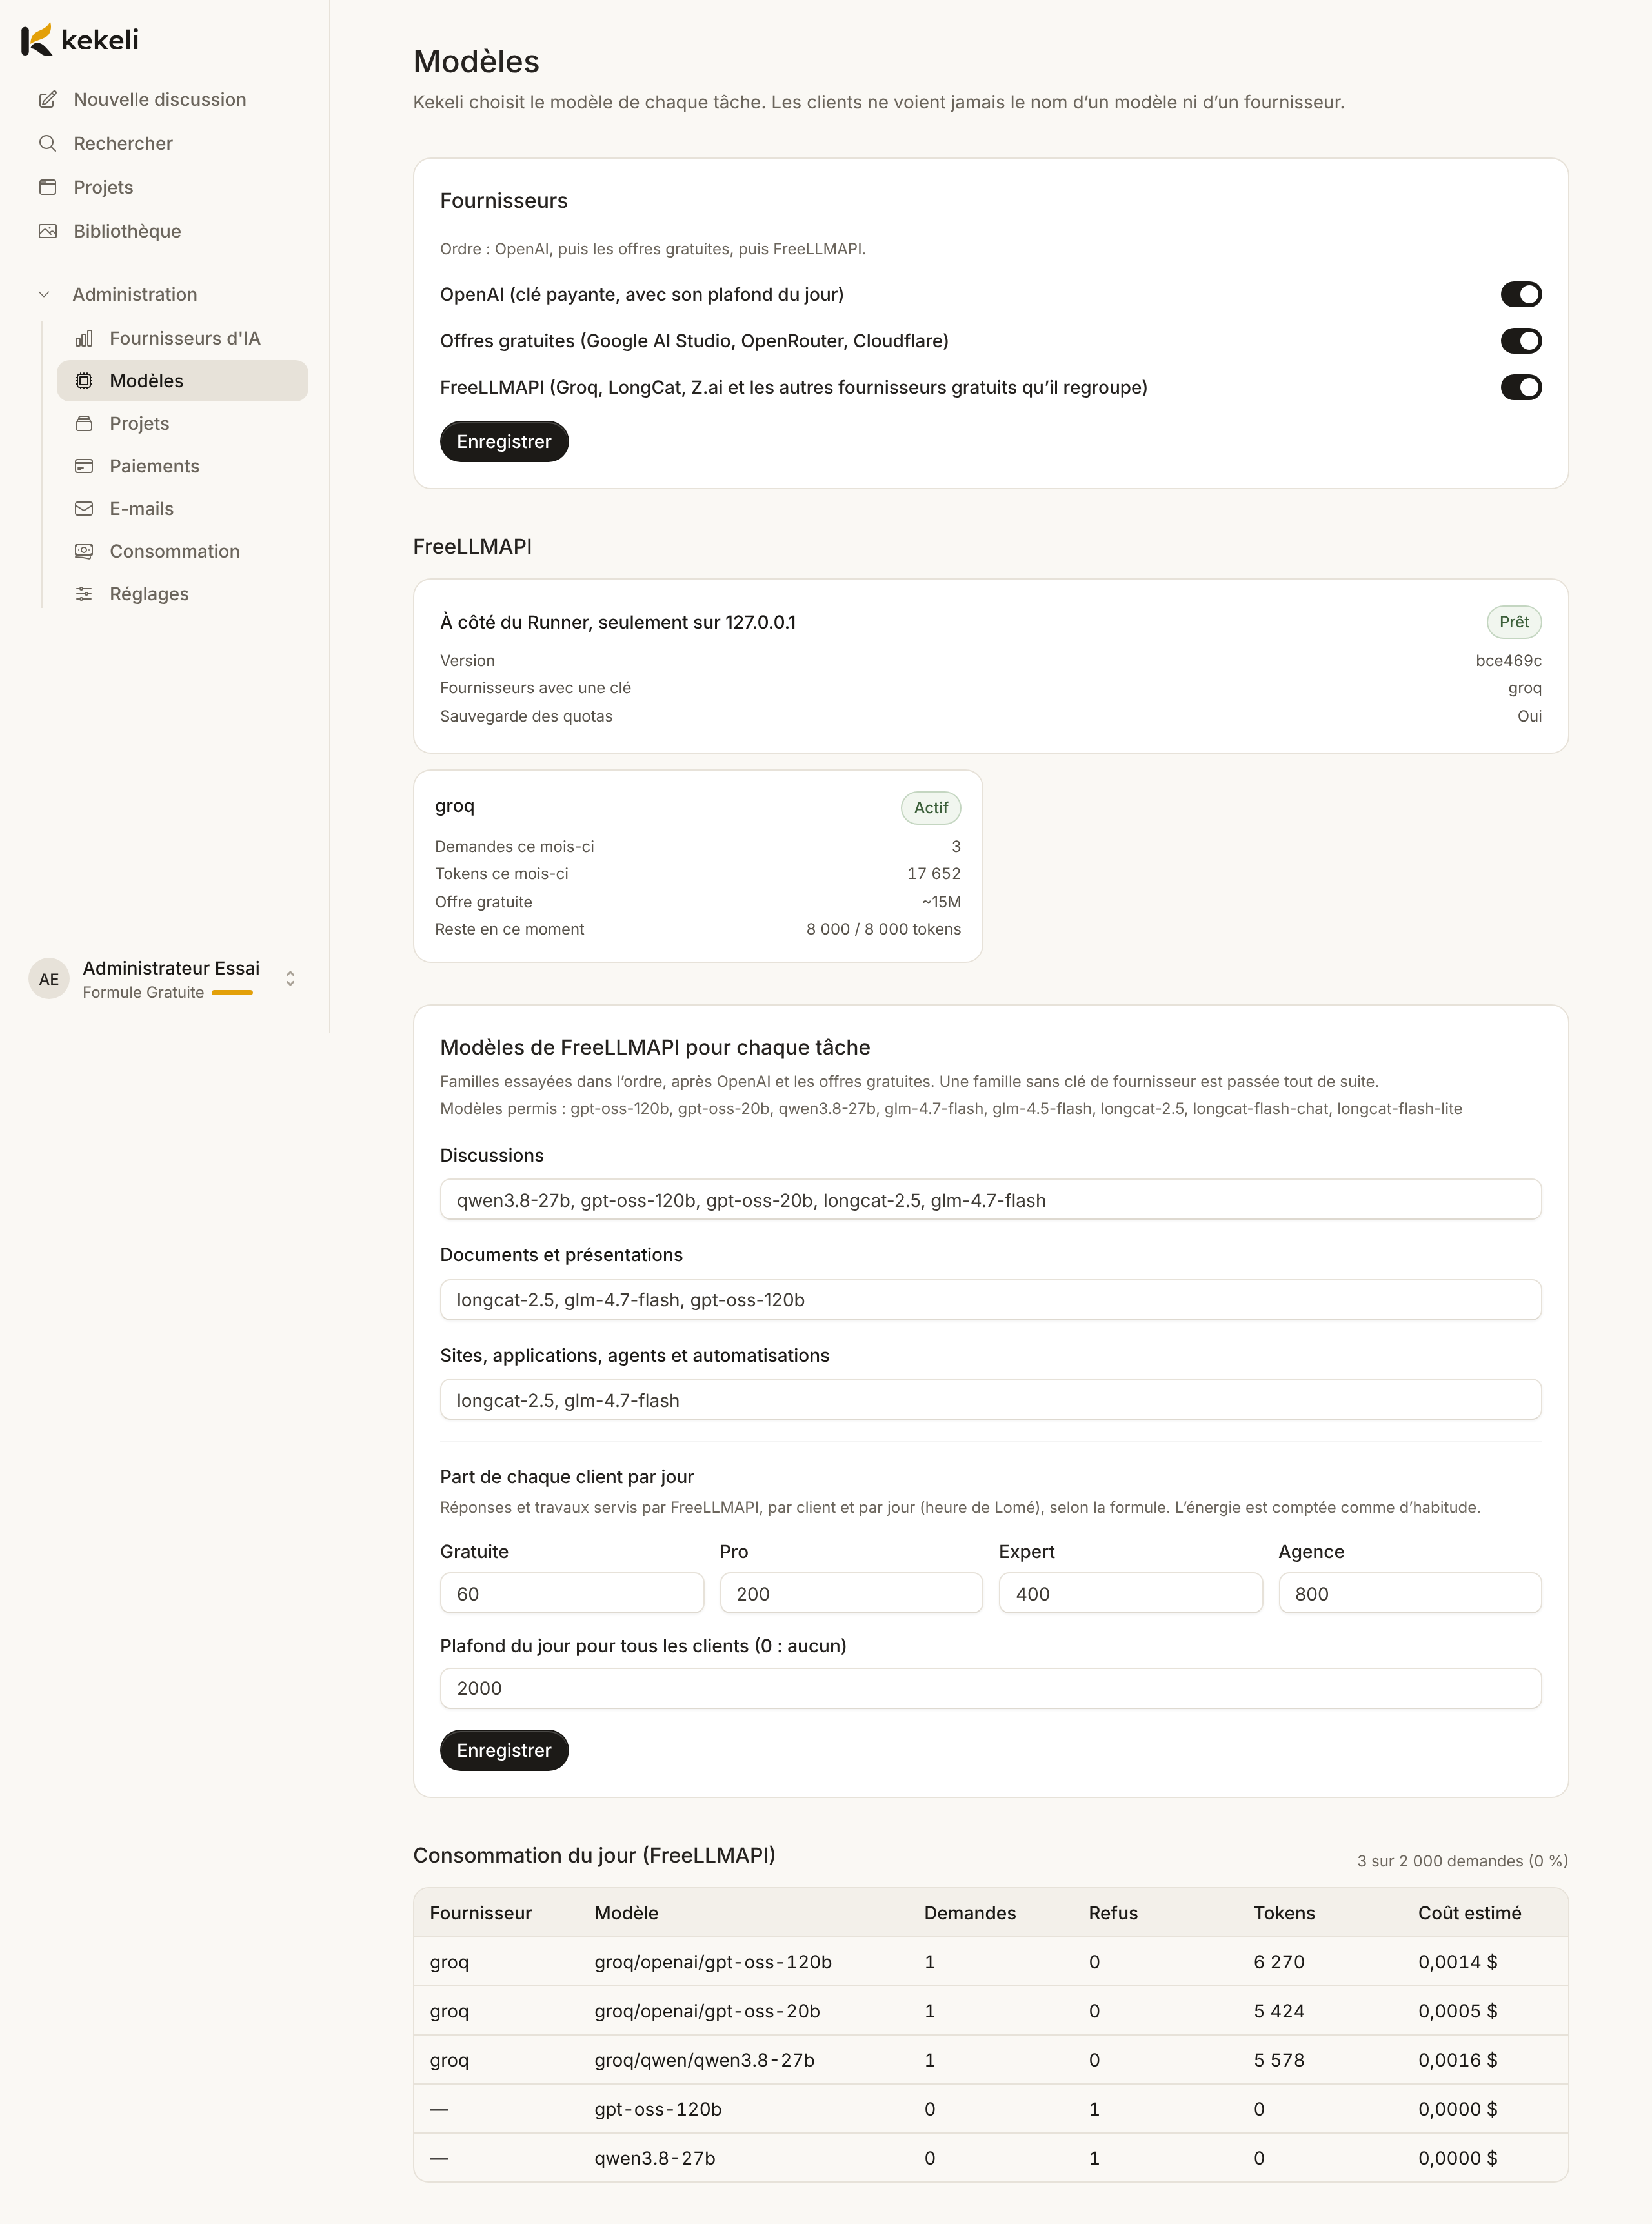 kekeli
Nouvelle discussion
Rechercher
Projets
Bibliothèque
Administration
Fournisseurs d'IA
Modèles
Projets
Paiements
E-mails
Consommation
Réglages
AE
Administrateur Essai
Formule Gratuite
Modèles
Kekeli choisit le modèle de chaque tâche. Les clients ne voient jamais le nom d’un modèle ni d’un fournisseur.
Fournisseurs
Ordre : OpenAI, puis les offres gratuites, puis FreeLLMAPI.
OpenAI (clé payante, avec son plafond du jour)
Offres gratuites (Google AI Studio, OpenRouter, Cloudflare)
FreeLLMAPI (Groq, LongCat, Z.ai et les autres fournisseurs gratuits qu’il regroupe)
Enregistrer
FreeLLMAPI
À côté du Runner, seulement sur 127.0.0.1 Prêt
Version bce469c
Fournisseurs avec une clé groq
Sauvegarde des quotas Oui
groq Actif
Demandes ce mois-ci 3
Tokens ce mois-ci 17 652
Offre gratuite ~15M
Reste en ce moment 8 000 / 8 000 tokens
Modèles de FreeLLMAPI pour chaque tâche
Familles essayées dans l’ordre, après OpenAI et les offres gratuites. Une famille sans clé de fournisseur est passée tout de suite.
Modèles permis : gpt-oss-120b, gpt-oss-20b, qwen3.8-27b, glm-4.7-flash, glm-4.5-flash, longcat-2.5, longcat-flash-chat, longcat-flash-lite
Discussions
qwen3.8-27b, gpt-oss-120b, gpt-oss-20b, longcat-2.5, glm-4.7-flash
Documents et présentations
longcat-2.5, glm-4.7-flash, gpt-oss-120b
Sites, applications, agents et automatisations
longcat-2.5, glm-4.7-flash
Part de chaque client par jour
Réponses et travaux servis par FreeLLMAPI, par client et par jour (heure de Lomé), selon la formule. L’énergie est comptée comme d’habitude.
Gratuite Pro Expert Agence
60 200 400 800
Plafond du jour pour tous les clients (0 : aucun)
2000
Enregistrer
Consommation du jour (FreeLLMAPI) 3 sur 2 000 demandes (0 %)
Fournisseur Modèle Demandes Refus Tokens Coût estimé
groq groq/openai/gpt-oss-120b 1 0 6 270 0,0014 $
groq groq/openai/gpt-oss-20b 1 0 5 424 0,0005 $
groq groq/qwen/qwen3.8-27b 1 0 5 578 0,0016 $
— gpt-oss-120b 0 1 0 0,0000 $
— qwen3.8-27b 0 1 0 0,0000 $